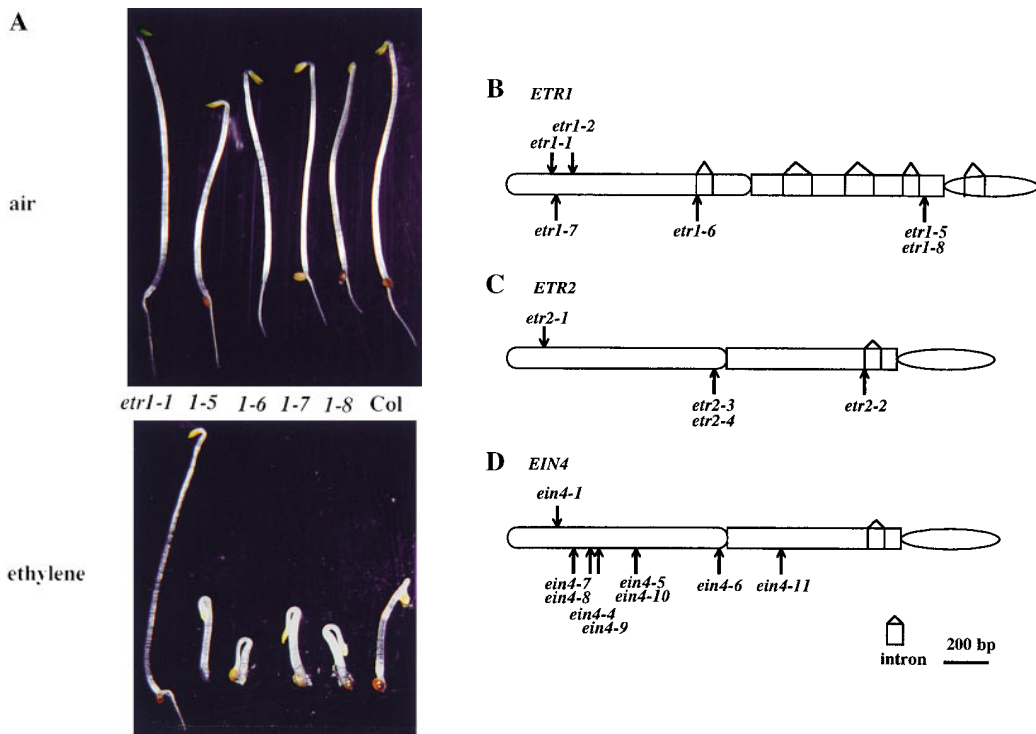 A
air
etr1-1 1-5 1-6 1-7 1-8 Col
ethylene
B ETR1
etr1-2
etr1-1
etr1-7 etr1-6 etr1-5
etr1-8
C ETR2
etr2-1
etr2-3 etr2-2
etr2-4
D EIN4
ein4-1
ein4-7 ein4-5 ein4-6 ein4-11
ein4-8 ein4-10
ein4-4
ein4-9
intron
200 bp